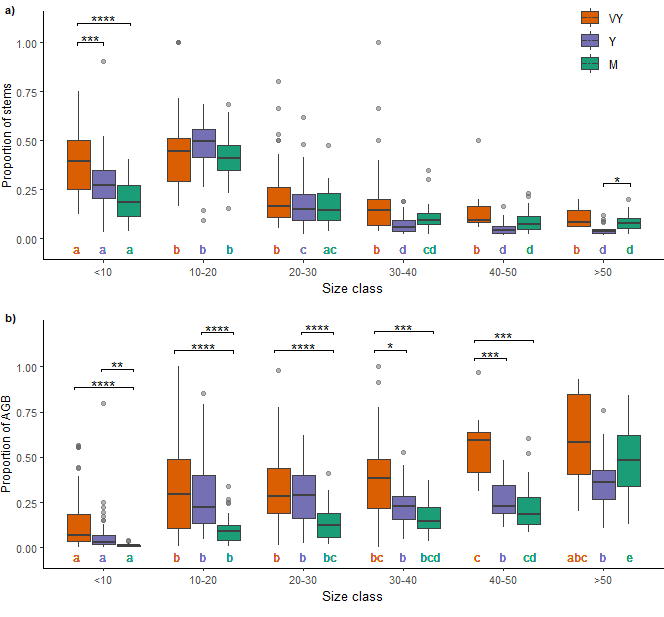 a)
VY
Y
M
Proportion of stems
**** 
***
*
1.00
0.75
0.50
0.25
0.00
a a a b b b b c ac b d cd b d d b d d
<10 10-20 20-30 30-40 40-50 >50
Size class
b)
Proportion of AGB
**** **** *** ***
**** **** * ***
**
****
1.00
0.75
0.50
0.25
0.00
a a a b b b b b bc bc b bcd c b cd abc b e
<10 10-20 20-30 30-40 40-50 >50
Size class